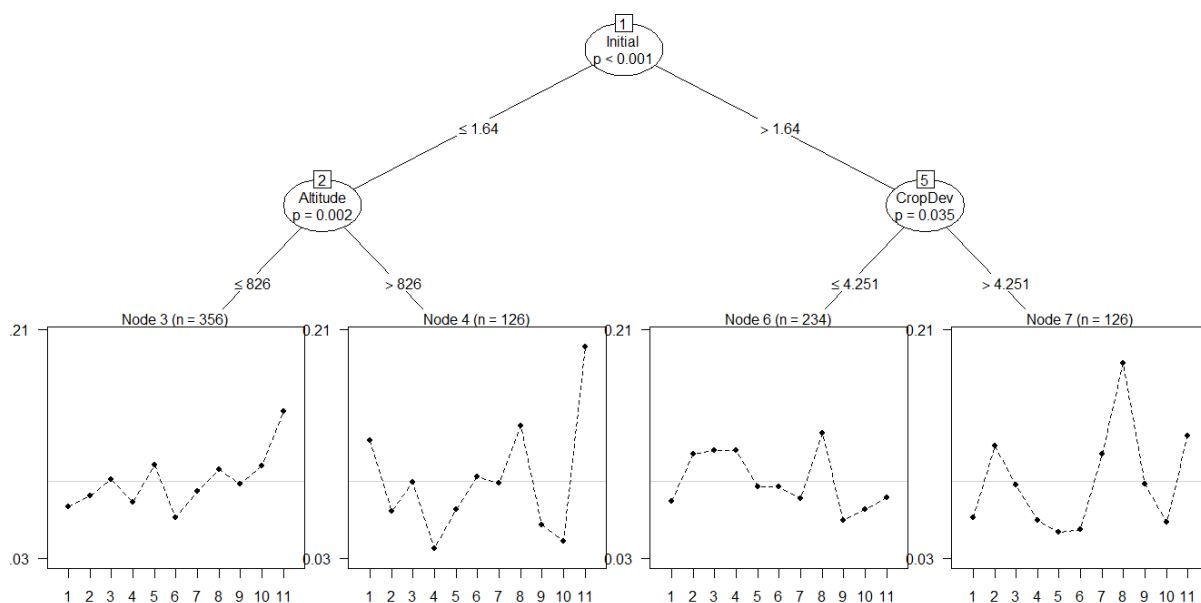 1
Initial
p < 0.001
≤ 1.64
> 1.64
2
Altitude
p = 0.002
5
CropDev
p = 0.035
≤ 826
> 826
≤ 4.251
> 4.251
Node 3 (n = 356)
Node 4 (n = 126)
Node 6 (n = 234)
Node 7 (n = 126)
.21
0.21
0.21
0.21
.03
0.03
0.03
0.03
1 2 3 4 5 6 7 8 9 10 11
1 2 3 4 5 6 7 8 9 10 11
1 2 3 4 5 6 7 8 9 10 11
1 2 3 4 5 6 7 8 9 10 11